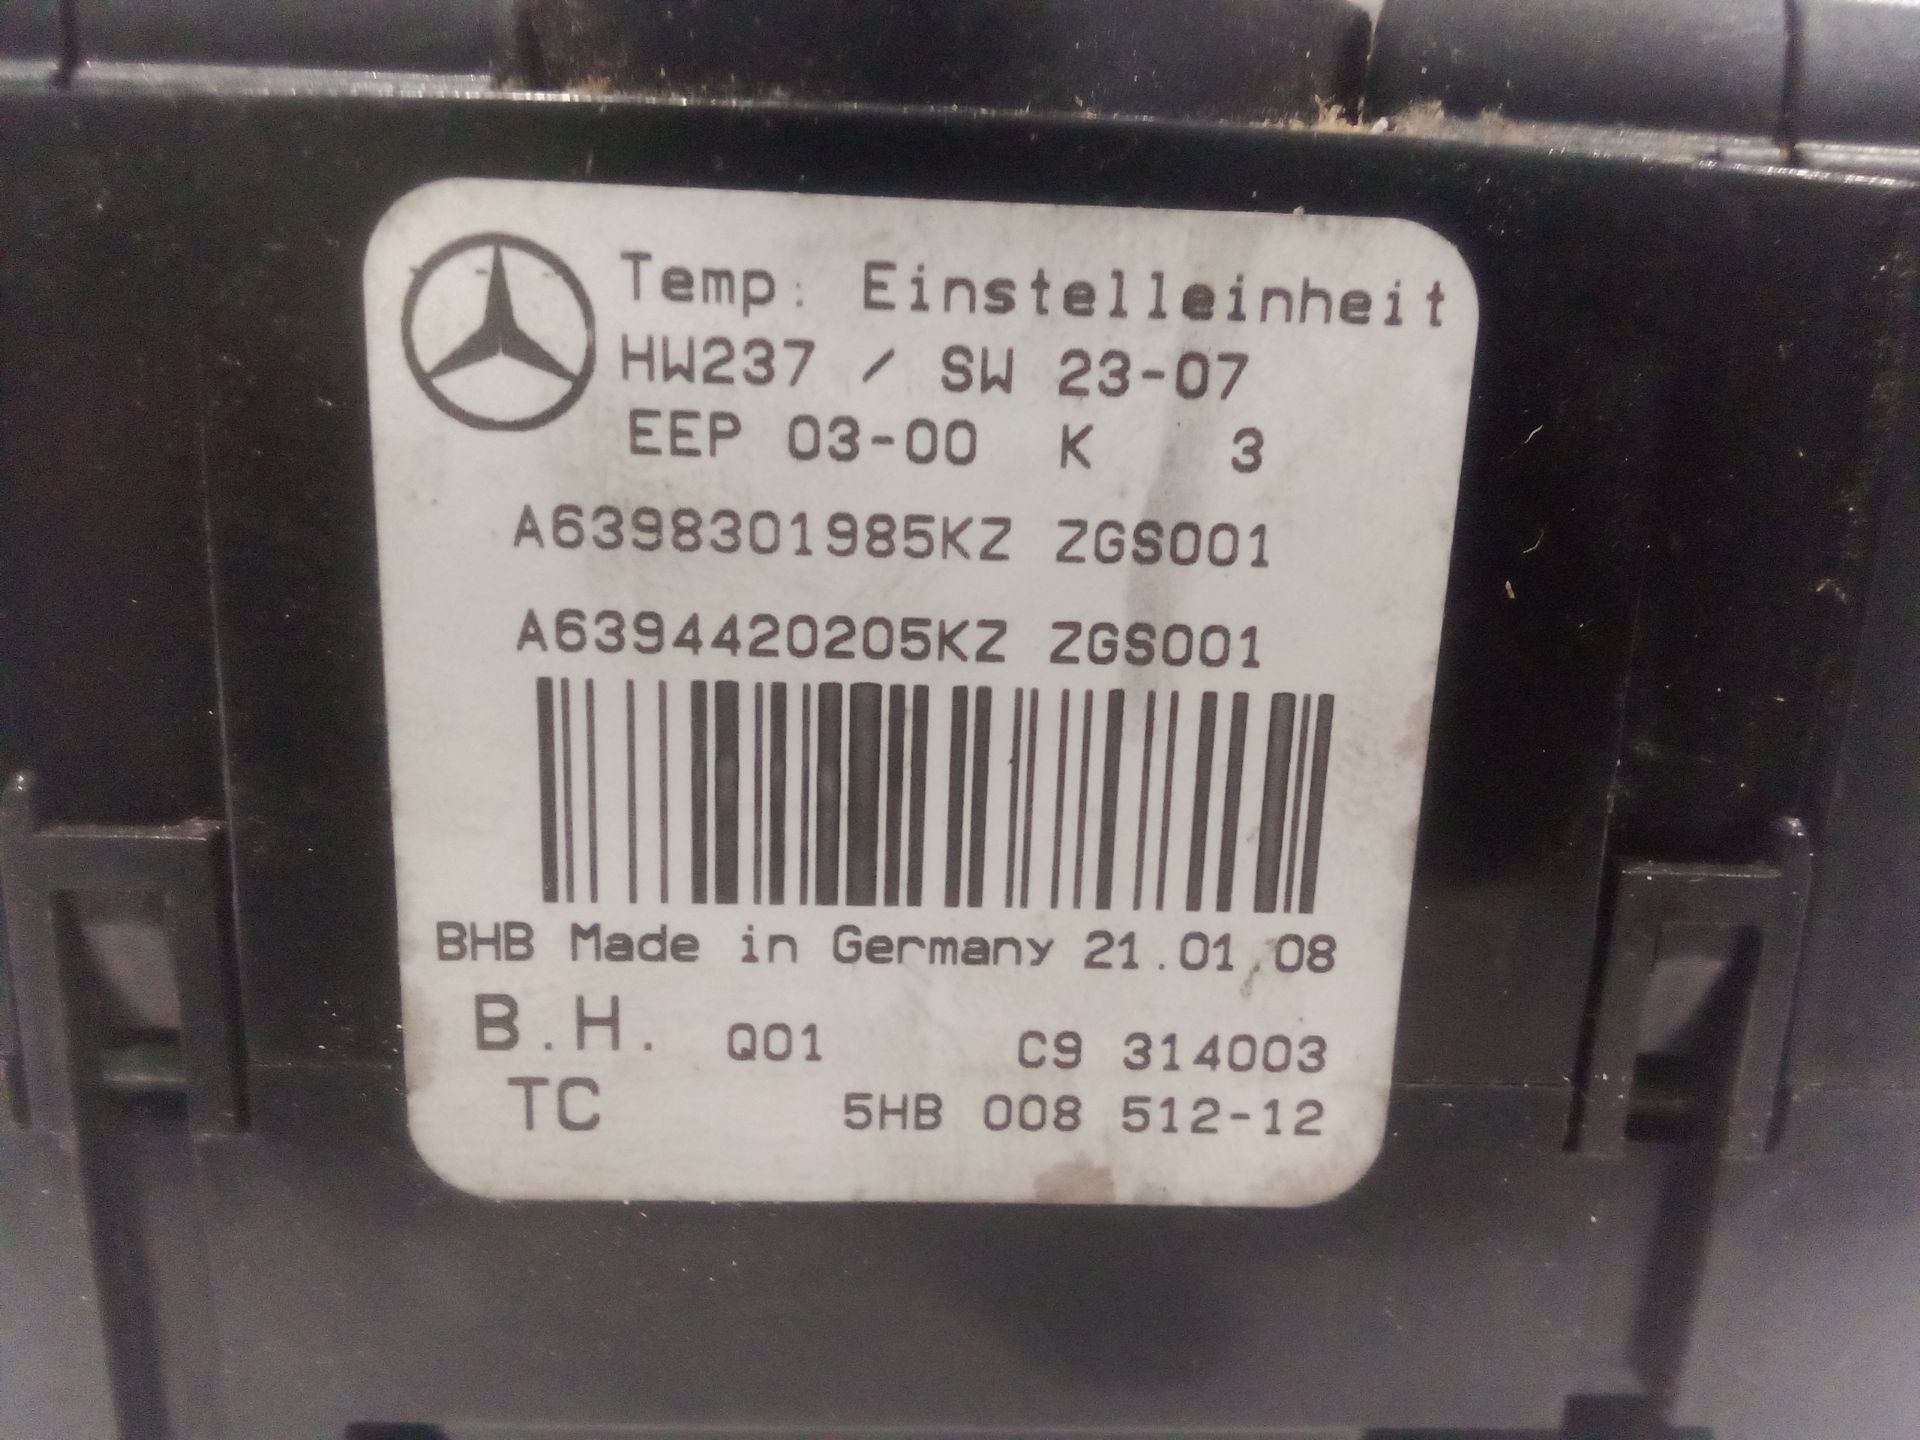 Temp. Einstelleinheit
HW237 / SW 23-07
EEP 03-00 K 3
A6398301985KZ ZGS001
A6394420205KZ ZGS001
BHB Made in Germany 21.01.08
B.H. Q01 C9 314003
TC 5HB 008 512-12